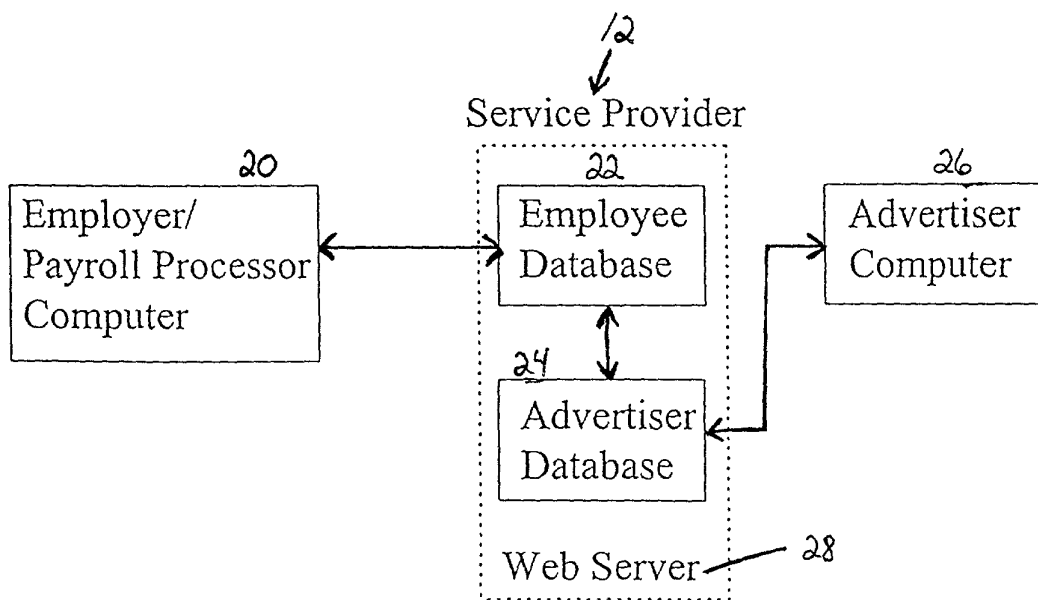 12
Service Provider
20
Employer/
Payroll Processor
Computer
22
Employee
Database
26
Advertiser
Computer
24
Advertiser
Database
Web Server
28